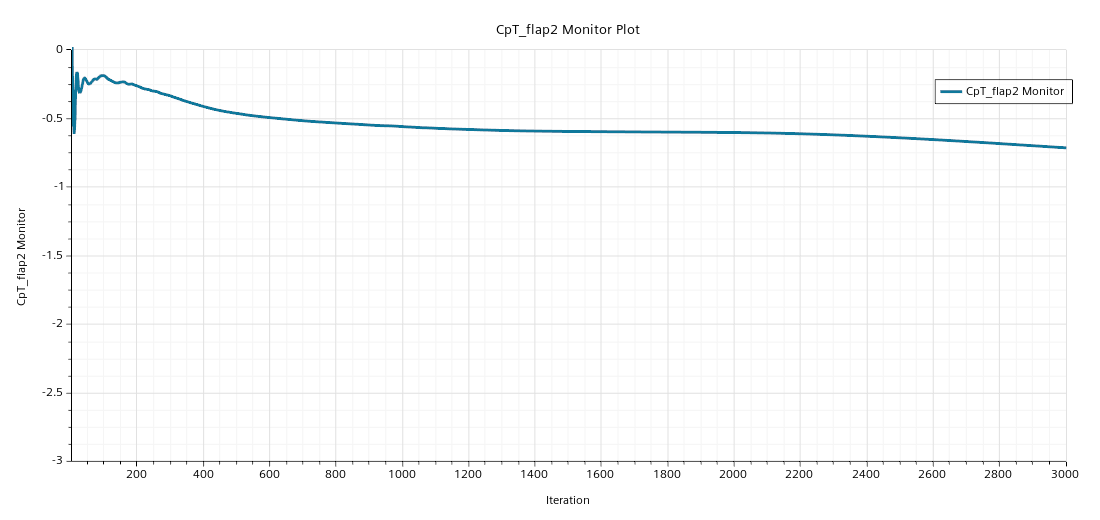 CpT_flap2 Monitor Plot
0
-0.5
-1
-1.5
-2
-2.5
-3
CpT_flap2 Monitor
CpT_flap2 Monitor
200 400 600 800 1000 1200 1400 1600 1800 2000 2200 2400 2600 2800 3000
Iteration